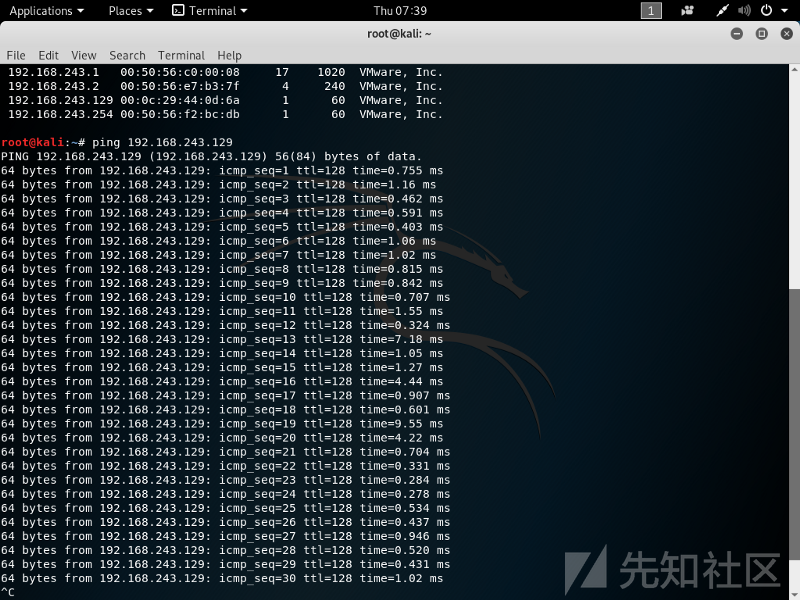 Applications Places Terminal Thu 07:39 1
root@kali: ~
File Edit View Search Terminal Help
192.168.243.1 00:50:56:c0:00:08 17 1020 VMware, Inc.
192.168.243.2 00:50:56:e7:b3:7f 4 240 VMware, Inc.
192.168.243.129 00:0c:29:44:0d:6a 1 60 VMware, Inc.
192.168.243.254 00:50:56:f2:bc:db 1 60 VMware, Inc.
root@kali:~# ping 192.168.243.129
PING 192.168.243.129 (192.168.243.129) 56(84) bytes of data.
64 bytes from 192.168.243.129: icmp_seq=1 ttl=128 time=0.755 ms
64 bytes from 192.168.243.129: icmp_seq=2 ttl=128 time=1.16 ms
64 bytes from 192.168.243.129: icmp_seq=3 ttl=128 time=0.462 ms
64 bytes from 192.168.243.129: icmp_seq=4 ttl=128 time=0.591 ms
64 bytes from 192.168.243.129: icmp_seq=5 ttl=128 time=0.403 ms
64 bytes from 192.168.243.129: icmp_seq=6 ttl=128 time=1.06 ms
64 bytes from 192.168.243.129: icmp_seq=7 ttl=128 time=1.02 ms
64 bytes from 192.168.243.129: icmp_seq=8 ttl=128 time=0.815 ms
64 bytes from 192.168.243.129: icmp_seq=9 ttl=128 time=0.842 ms
64 bytes from 192.168.243.129: icmp_seq=10 ttl=128 time=0.707 ms
64 bytes from 192.168.243.129: icmp_seq=11 ttl=128 time=1.55 ms
64 bytes from 192.168.243.129: icmp_seq=12 ttl=128 time=0.324 ms
64 bytes from 192.168.243.129: icmp_seq=13 ttl=128 time=7.18 ms
64 bytes from 192.168.243.129: icmp_seq=14 ttl=128 time=1.05 ms
64 bytes from 192.168.243.129: icmp_seq=15 ttl=128 time=1.27 ms
64 bytes from 192.168.243.129: icmp_seq=16 ttl=128 time=4.44 ms
64 bytes from 192.168.243.129: icmp_seq=17 ttl=128 time=0.907 ms
64 bytes from 192.168.243.129: icmp_seq=18 ttl=128 time=0.601 ms
64 bytes from 192.168.243.129: icmp_seq=19 ttl=128 time=9.55 ms
64 bytes from 192.168.243.129: icmp_seq=20 ttl=128 time=4.22 ms
64 bytes from 192.168.243.129: icmp_seq=21 ttl=128 time=0.704 ms
64 bytes from 192.168.243.129: icmp_seq=22 ttl=128 time=0.331 ms
64 bytes from 192.168.243.129: icmp_seq=23 ttl=128 time=0.284 ms
64 bytes from 192.168.243.129: icmp_seq=24 ttl=128 time=0.278 ms
64 bytes from 192.168.243.129: icmp_seq=25 ttl=128 time=0.534 ms
64 bytes from 192.168.243.129: icmp_seq=26 ttl=128 time=0.437 ms
64 bytes from 192.168.243.129: icmp_seq=27 ttl=128 time=0.946 ms
64 bytes from 192.168.243.129: icmp_seq=28 ttl=128 time=0.520 ms
64 bytes from 192.168.243.129: icmp_seq=29 ttl=128 time=0.431 ms
64 bytes from 192.168.243.129: icmp_seq=30 ttl=128 time=1.02 ms
^C
先知社区